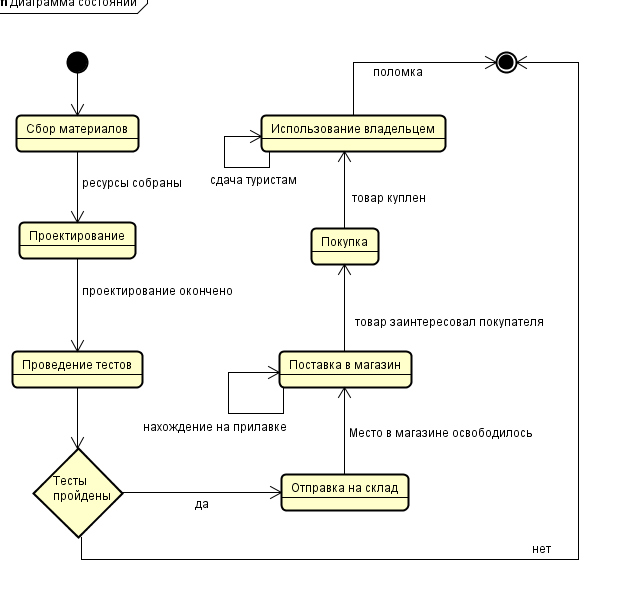 Диаграмма состояний
поломка
Сбор материалов
Использование владельцем
ресурсы собраны
сдача туристам
товар куплен
Проектирование
Покупка
проектирование окончено
товар заинтересовал покупателя
Проведение тестов
Поставка в магазин
нахождение на прилавке
Место в магазине освободилось
Тесты
пройдены
Отправка на склад
да
нет